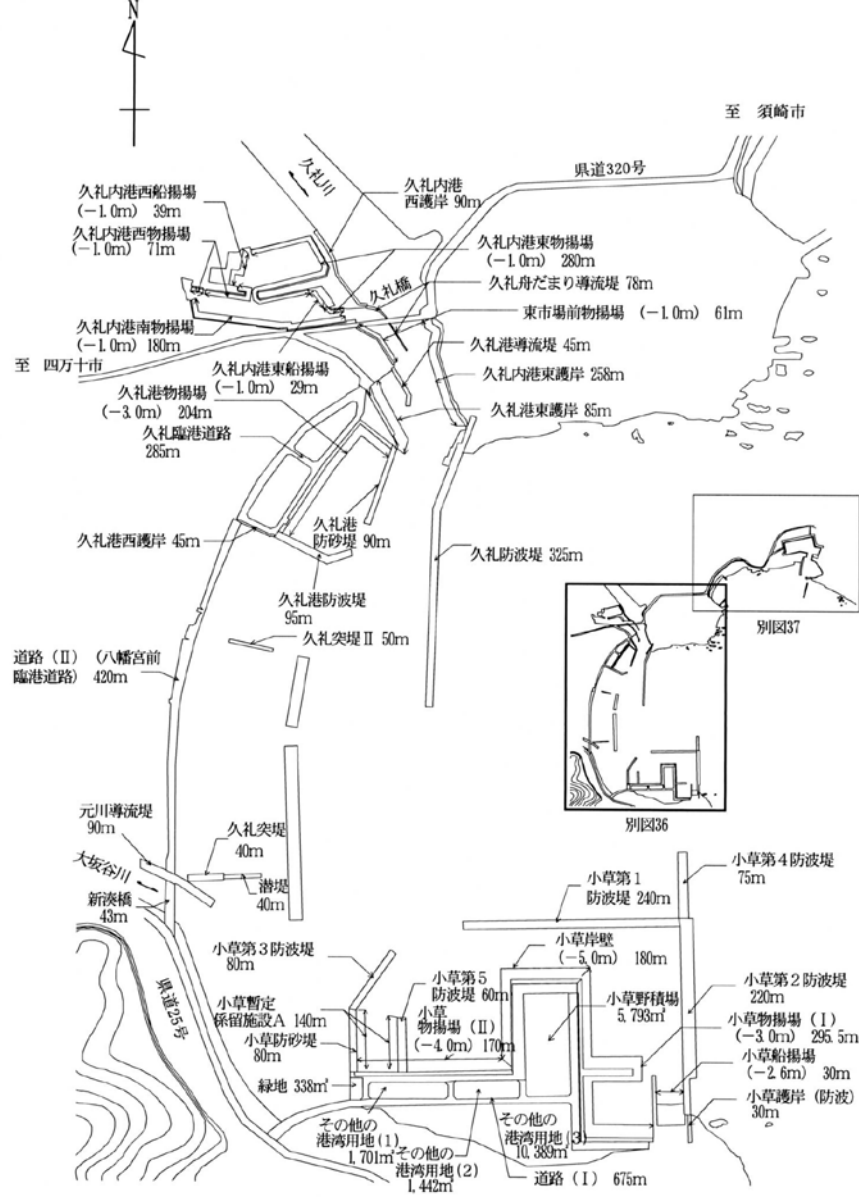 N
至 須崎市
県道320号
久礼川
久礼内港
西護岸 90m
久礼内港西船揚場
(-1.0m) 39m
久礼内港西物揚場
(-1.0m) 71m
久礼内港東物揚場
(-1.0m) 280m
久礼橋
久礼舟だまり導流堤 78m
東市場前物揚場 (-1.0m) 61m
久礼内港南物揚場
(-1.0m) 180m
久礼港導流堤 45m
至 四万十市
久礼内港東船揚場
(-1.0m) 29m
久礼内港東護岸 258m
久礼港物揚場
(-3.0m) 204m
久礼港東護岸 85m
久礼臨港道路
285m
久礼港
防砂堤 90m
久礼港西護岸 45m
久礼防波堤 325m
久礼港防波堤
95m
久礼突堤Ⅱ 50m
別図37
別図36
道路(Ⅱ) (八幡宮前
臨港道路) 420m
元川導流堤
90m
久礼突堤
40m
大坂谷川
潜堤
40m
新湊橋
43m
小草第4防波堤
75m
小草第1
防波堤 240m
小草岸壁
(-5.0m) 180m
小草第3防波堤
80m
県道25号
小草第5
防波堤 60m
小草第2防波堤
220m
小草野積場
5,793㎡
小草暫定
係留施設A 140m
小草
物揚場(Ⅱ)
(-4.0m) 170m
小草物揚場(Ⅰ)
(-3.0m) 295.5m
小草防砂堤
80m
小草船揚場
(-2.6m) 30m
緑地 338㎡
小草護岸(防波)
30m
その他の
港湾用地(1)
1,701㎡
その他の
港湾用地(2)
1,442㎡
その他の
港湾用地(3)
10,389㎡
道路(Ⅰ) 675m